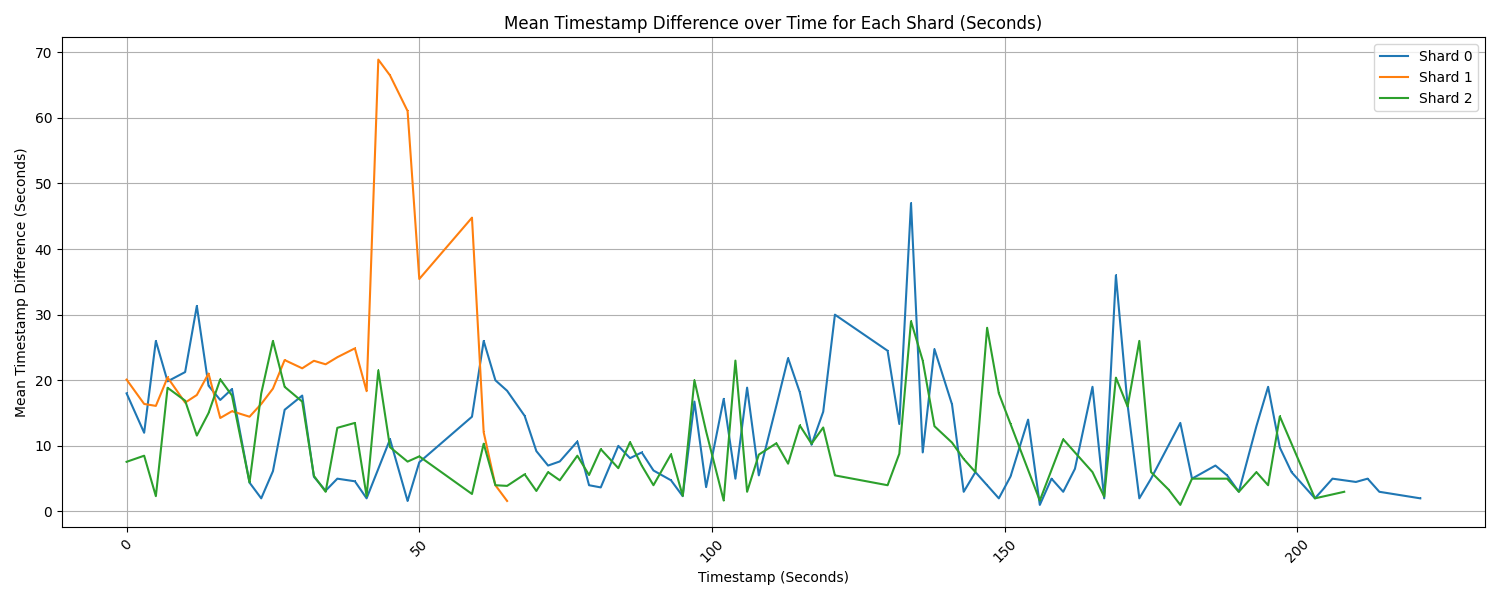 Mean Timestamp Difference over Time for Each Shard (Seconds)
Mean Timestamp Difference (Seconds)
70
60
50
40
30
20
10
0
Shard 0
Shard 1
Shard 2
0
50
100
150
200
Timestamp (Seconds)